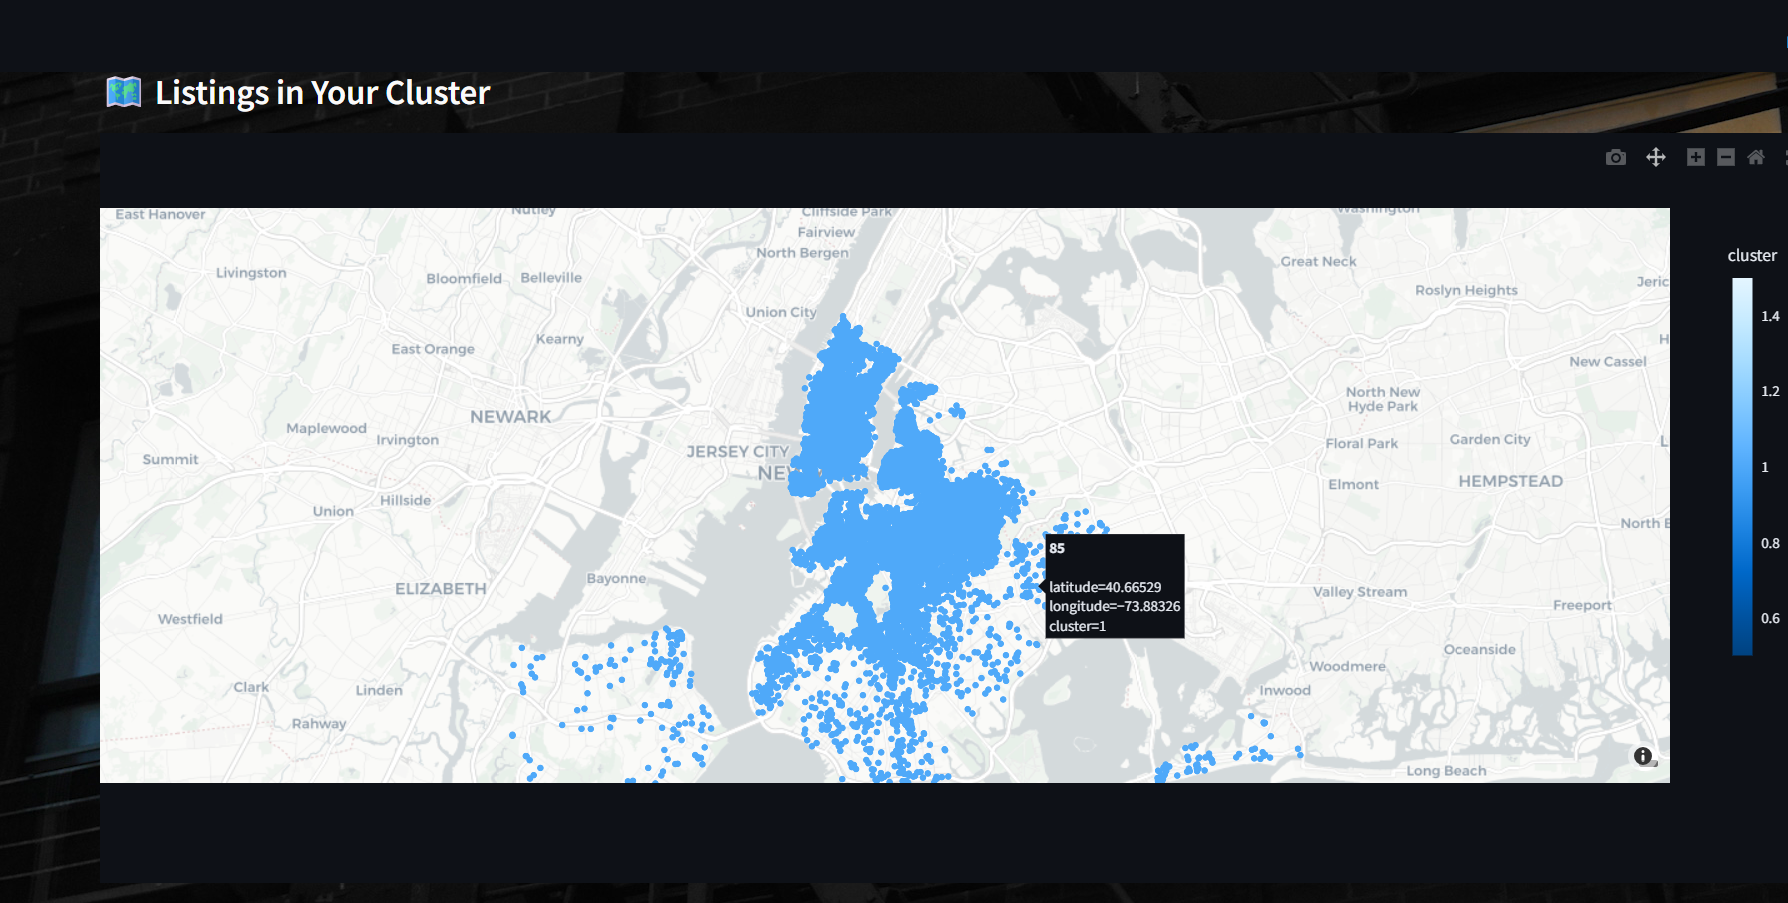 Listings in Your Cluster
East Hanover
Nutley
Cliffside Park
Washington
Fairview
North Bergen
Great Neck
Livingston
Bloomfield
Belleville
Roslyn Heights
Jeric
Union City
Kearny
East Orange
H
New Cassel
North New
Hyde Park
NEWARK
Maplewood
Irvington
JERSEY CITY
NEW
Floral Park
Garden City
L
Summit
Elmont
HEMPSTEAD
Hillside
Union
North B
ELIZABETH
Bayonne
Valley Stream
Westfield
Freeport
Oceanside
Woodmere
Clark
Linden
Inwood
Rahway
Long Beach
85
latitude=40.66529
longitude=−73.88326
cluster=1
cluster
1.4
1.2
1
0.8
0.6